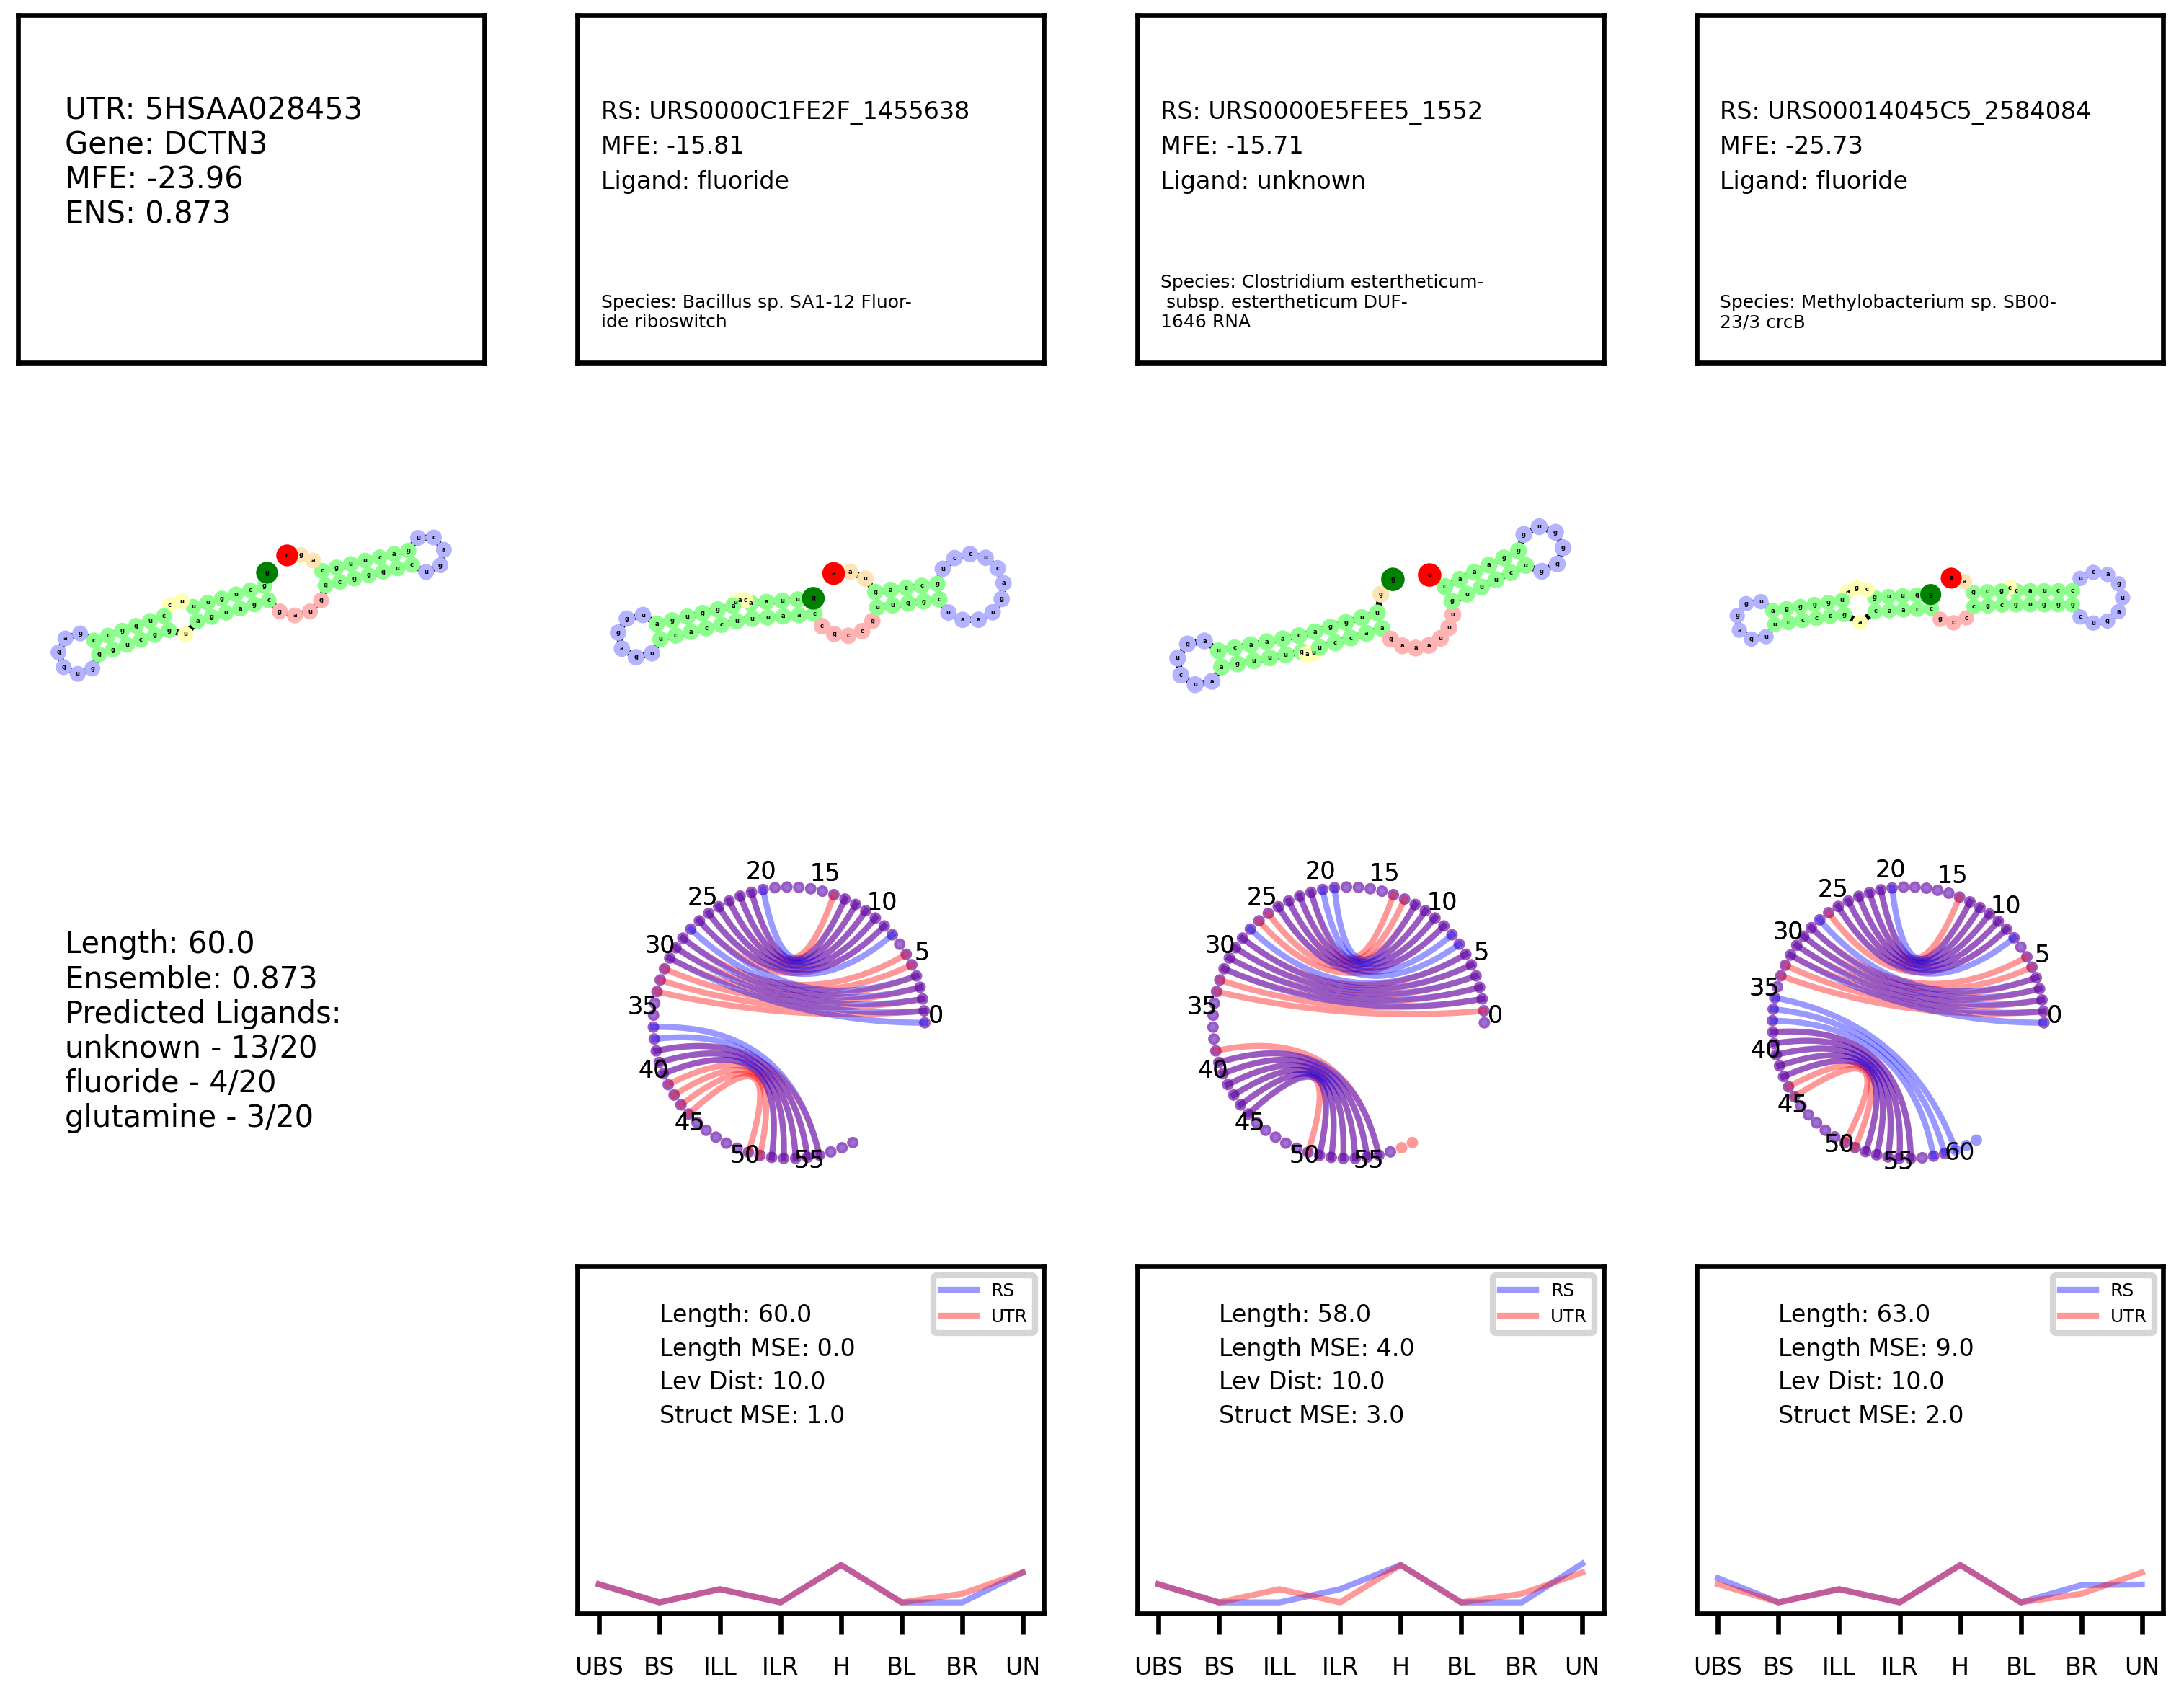 UTR: 5HSAA028453
Gene: DCTN3
MFE: -23.96
ENS: 0.873
RS: URS0000C1FE2F_1455638
MFE: -15.81
Ligand: fluoride
Species: Bacillus sp. SA1-12 Fluor-
ide riboswitch
RS: URS0000E5FEE5_1552
MFE: -15.71
Ligand: unknown
Species: Clostridium estertheticum-
subsp. estertheticum DUF-
1646 RNA
RS: URS00014045C5_2584084
MFE: -25.73
Ligand: fluoride
Species: Methylobacterium sp. SB00-
23/3 crcB
Length: 60.0
Ensemble: 0.873
Predicted Ligands:
unknown - 13/20
fluoride - 4/20
glutamine - 3/20
0
5
10
15
20
25
30
35
40
45
50
55
0
5
10
15
20
25
30
35
40
45
50
55
0
5
10
15
20
25
30
35
40
45
50
55
60
RS
UTR
Length: 60.0
Length MSE: 0.0
Lev Dist: 10.0
Struct MSE: 1.0
UBS BS ILL ILR H BL BR UN
RS
UTR
Length: 58.0
Length MSE: 4.0
Lev Dist: 10.0
Struct MSE: 3.0
UBS BS ILL ILR H BL BR UN
RS
UTR
Length: 63.0
Length MSE: 9.0
Lev Dist: 10.0
Struct MSE: 2.0
UBS BS ILL ILR H BL BR UN